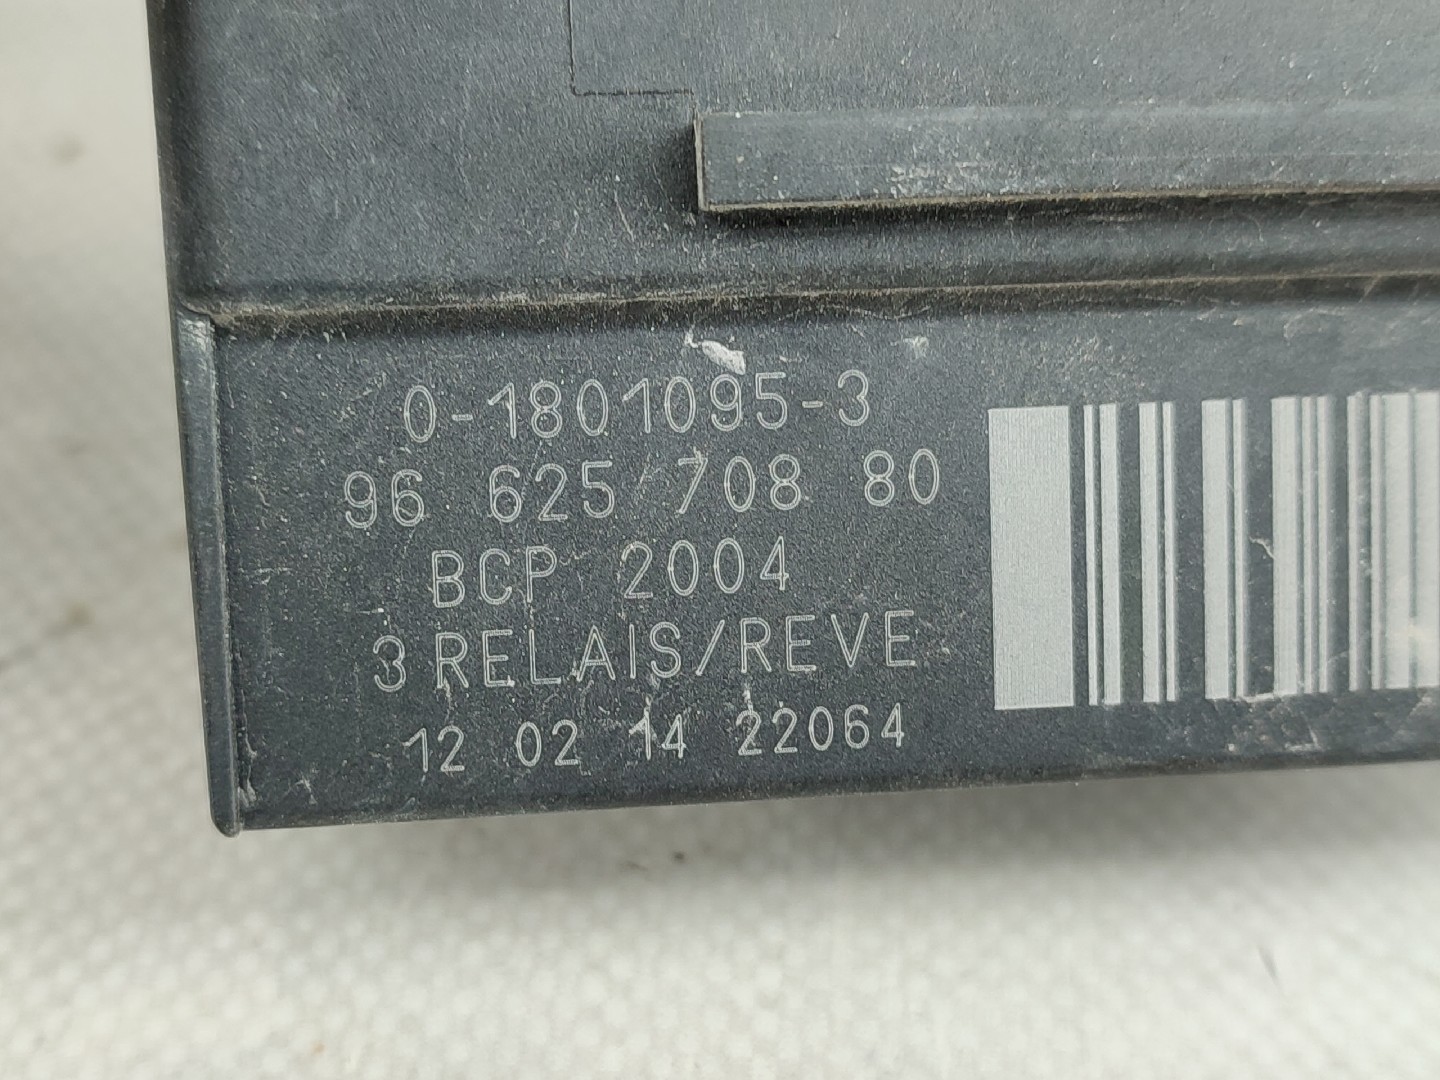 0-1801095-3
96 625 708 80
BCP 2004
3 RELAIS/REVE
12 02 14 22064